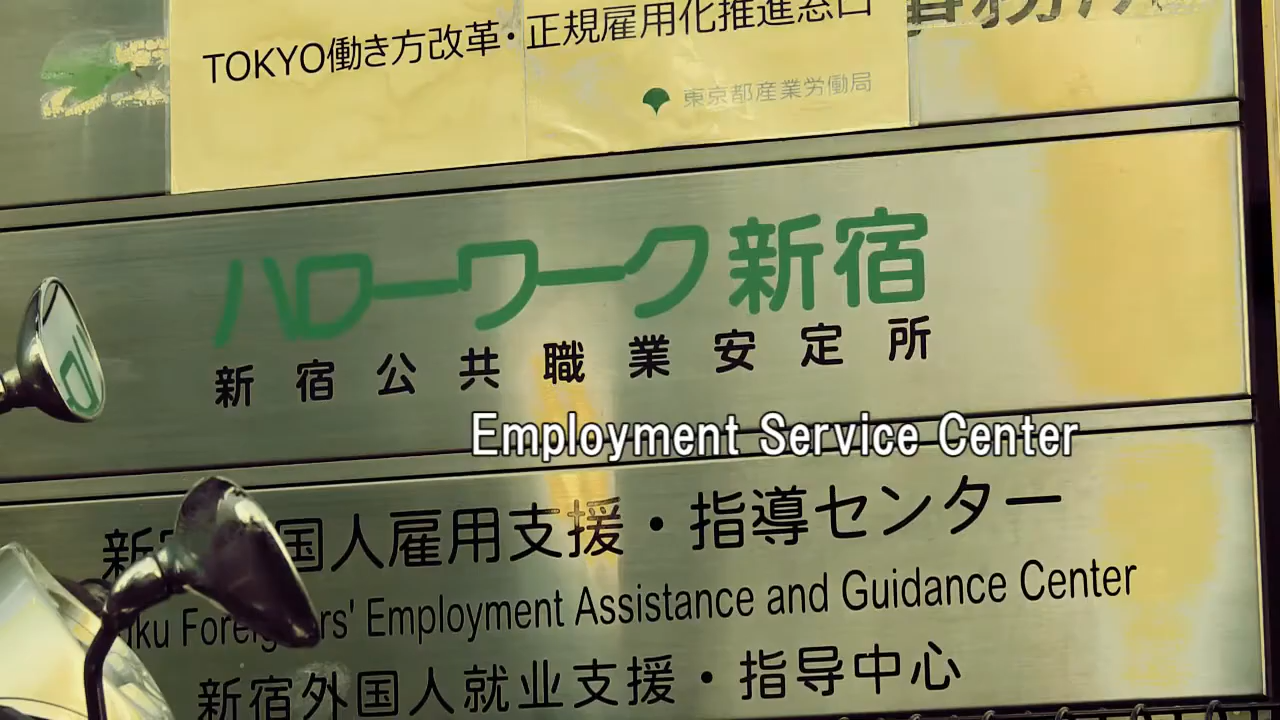 TOKYO働き方改革・正規雇用化推進窓口
東京都産業労働局
ハローワーク新宿
新宿公共職業安定所
Employment Service Center
国人雇用支援・指導センター
Employment Assistance and Guidance Center
新宿外国人就业支援・指导中心